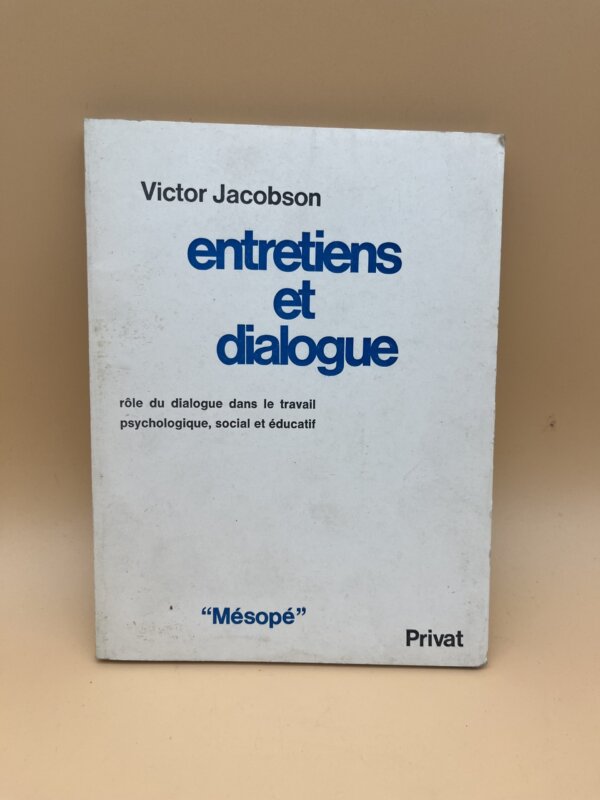 Victor Jacobson
entretiens
et
dialogue
rôle du dialogue dans le travail
psychologique, social et éducatif
“Mésopé”
Privat